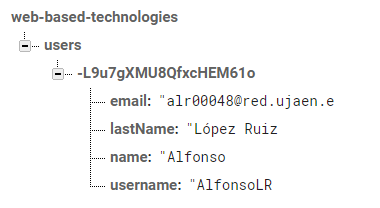 web-based-technologies
users
-L9u7gXMU8QfxcHEM61o
email: "alr00048@red.ujaen.e
lastName: "López Ruiz
name: "Alfonso
username: "AlfonsoLR